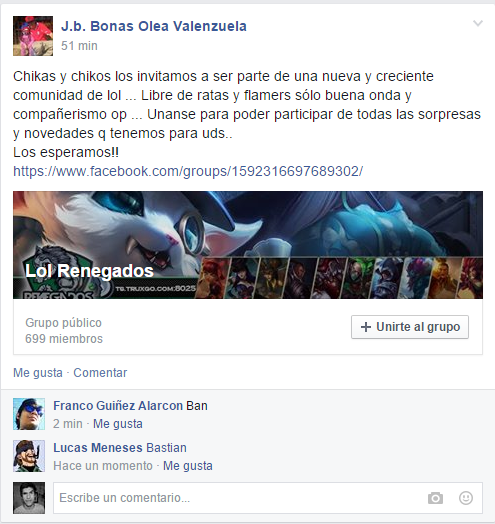 J.b. Bonas Olea Valenzuela
51 min
Chikas y chikos los invitamos a ser parte de una nueva y creciente
comunidad de lol ... Libre de ratas y flamers sólo buena onda y
compañerismo op ... Unanse para poder participar de todas las sorpresas
y novedades q tenemos para uds..
Los esperamos!!
https://www.facebook.com/groups/1592316697689302/
Lol Renegados
RENEGADOS
TS.TRUXGO.COM:8025
Grupo público
699 miembros
Unirte al grupo
Me gusta · Comentar
Franco Guiñez Alarcon Ban
2 min · Me gusta
Lucas Meneses Bastian
Hace un momento · Me gusta
Escribe un comentario...